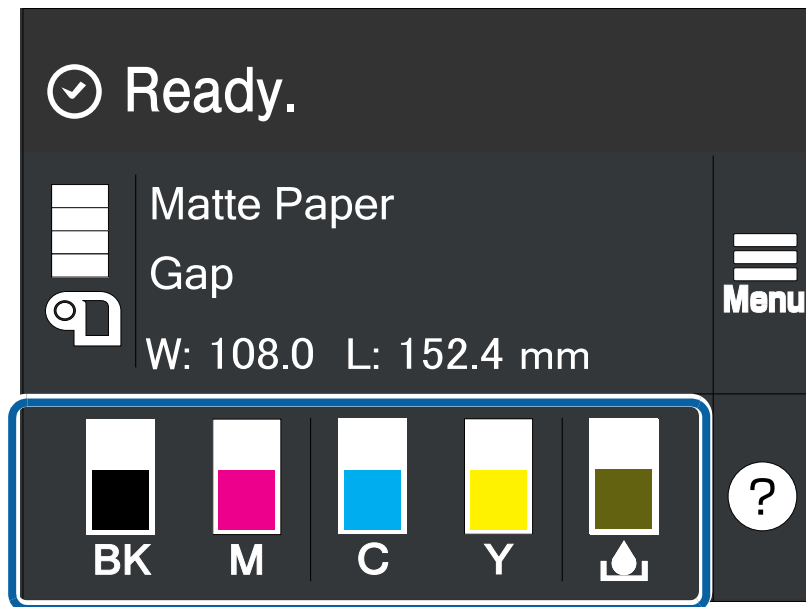 Ready.
Matte Paper
Gap
W: 108.0 L: 152.4 mm
Menu
BK M C Y
?